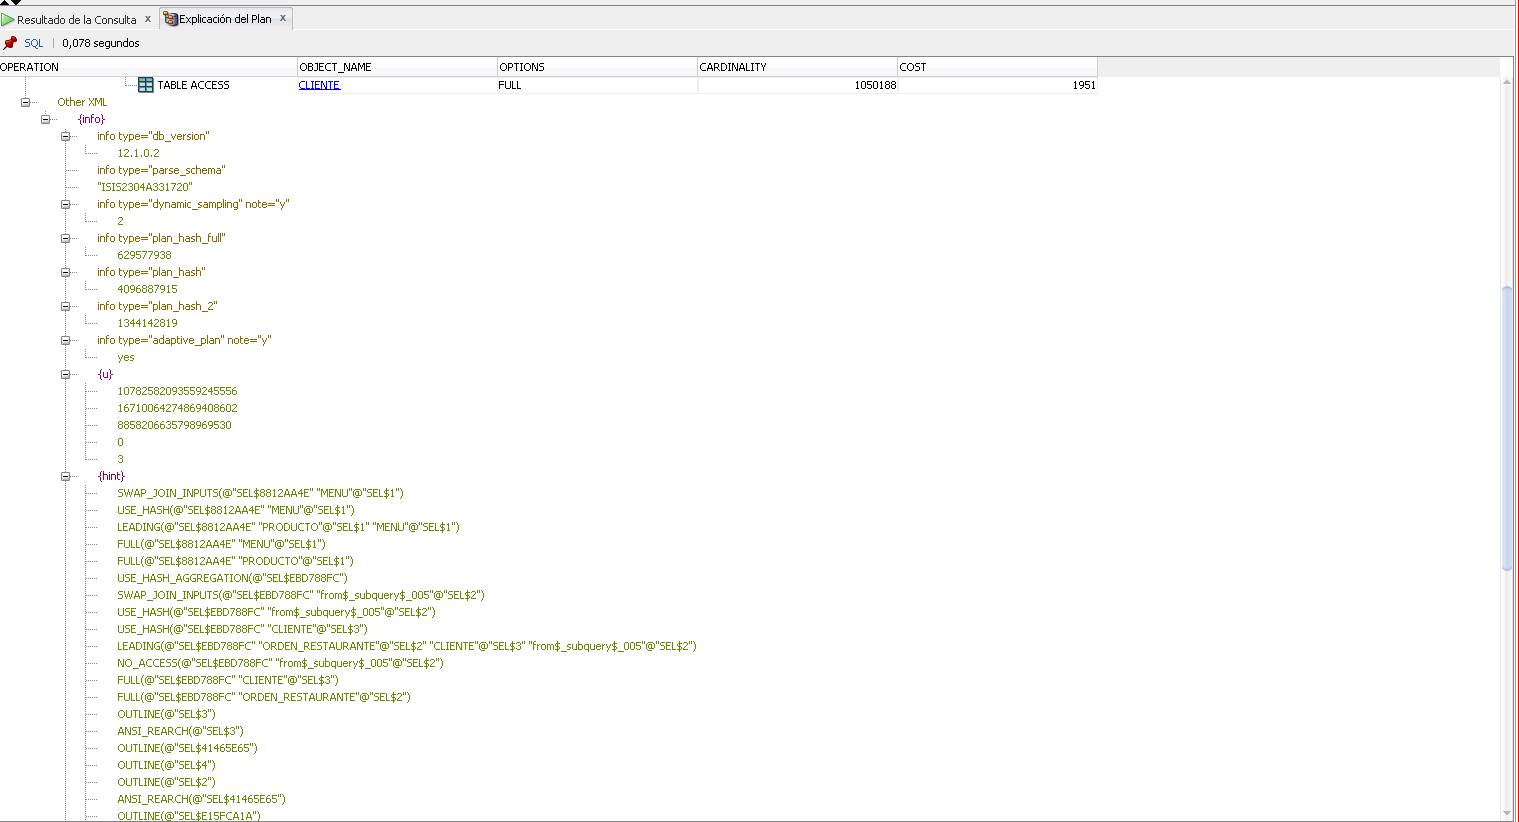 Resultado de la Consulta x Explicación del Plan x
SQL | 0,078 segundos
OPERATION OBJECT_NAME OPTIONS CARDINALITY COST
TABLE ACCESS CLIENTE FULL 1050188 1951
Other XML
{info}
info type="db_version"
12.1.0.2
info type="parse_schema"
"ISIS2304A331720"
info type="dynamic_sampling" note="y"
2
info type="plan_hash_full"
629577938
info type="plan_hash"
4096887915
info type="plan_hash_2"
1344142819
info type="adaptive_plan" note="y"
yes
{u}
10782582093559245556
16710064274869408602
8858206635798969530
0
3
{hint}
SWAP_JOIN_INPUTS(@"SEL$8812AA4E" "MENU"@"SEL$1")
USE_HASH(@"SEL$8812AA4E" "MENU"@"SEL$1")
LEADING(@"SEL$8812AA4E" "PRODUCTO"@"SEL$1" "MENU"@"SEL$1")
FULL(@"SEL$8812AA4E" "MENU"@"SEL$1")
FULL(@"SEL$8812AA4E" "PRODUCTO"@"SEL$1")
USE_HASH_AGGREGATION(@"SEL$EBD788FC")
SWAP_JOIN_INPUTS(@"SEL$EBD788FC" "from$_subquery$_005"@"SEL$2")
USE_HASH(@"SEL$EBD788FC" "from$_subquery$_005"@"SEL$2")
USE_HASH(@"SEL$EBD788FC" "CLIENTE"@"SEL$3")
LEADING(@"SEL$EBD788FC" "ORDEN_RESTAURANTE"@"SEL$2" "CLIENTE"@"SEL$3" "from$_subquery$_005"@"SEL$2")
NO_ACCESS(@"SEL$EBD788FC" "from$_subquery$_005"@"SEL$2")
FULL(@"SEL$EBD788FC" "CLIENTE"@"SEL$3")
FULL(@"SEL$EBD788FC" "ORDEN_RESTAURANTE"@"SEL$2")
OUTLINE(@"SEL$3")
ANSI_REARCH(@"SEL$3")
OUTLINE(@"SEL$41465E65")
OUTLINE(@"SEL$4")
OUTLINE(@"SEL$2")
ANSI_REARCH(@"SEL$41465E65")
OUTLINE(@"SEL$E15FCA1A")